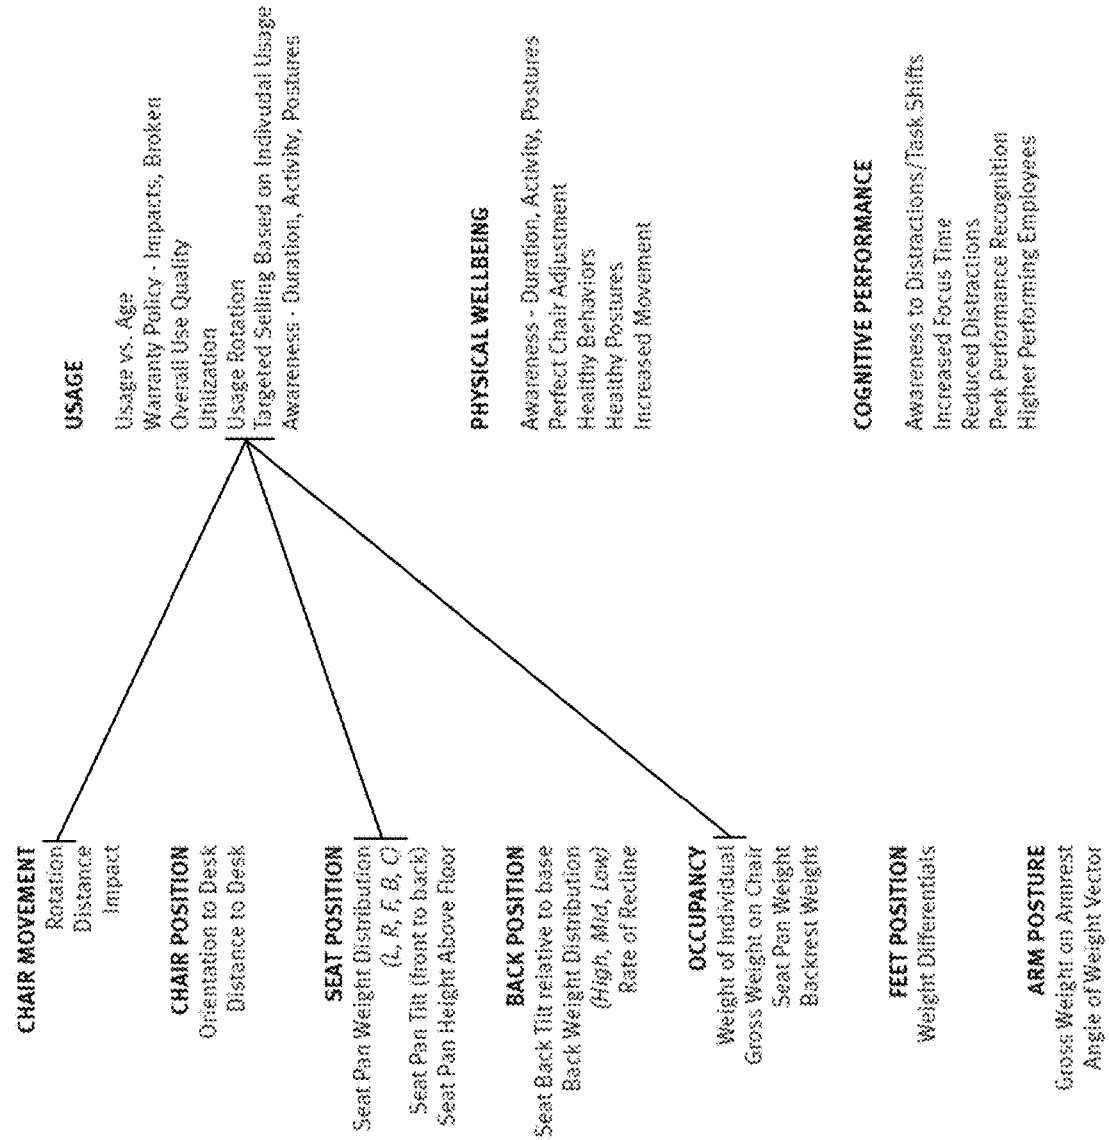 CHAIR MOVEMENT
Rotation
Distance
Impact
CHAIR POSITION
Orientation to Desk
Distance to Desk
SEAT POSITION
Seat Pan Weight Distribution
(L, R, F, B, C)
Seat Pan Tilt (front to back)
Seat Pan Height Above Floor
BACK POSITION
Seat Back Tilt relative to base
Back Weight Distribution
(High, Mid, Low)
Rate of Recline
OCCUPANCY
Weight of Individual
Gross Weight on Chair
Seat Pan Weight
Backrest Weight
FEET POSITION
Weight Differentials
ARM POSTURE
Gross Weight on Armrest
Angle of Weight Vector
USAGE
Usage vs. Age
Warranty Policy - Impacts, Broken
Overall Use Quality
Utilization
Usage Rotation
Targeted Selling Based on Indivudal Usage
Awareness - Duration, Activity, Postures
PHYSICAL WELLBEING
Awareness - Duration, Activity, Postures
Perfect Chair Adjustment
Healthy Behaviors
Healthy Postures
Increased Movement
COGNITIVE PERFORMANCE
Awareness to Distractions/Task Shifts
Increased Focus Time
Reduced Distractions
Perk Performance Recognition
Higher Performing Employees